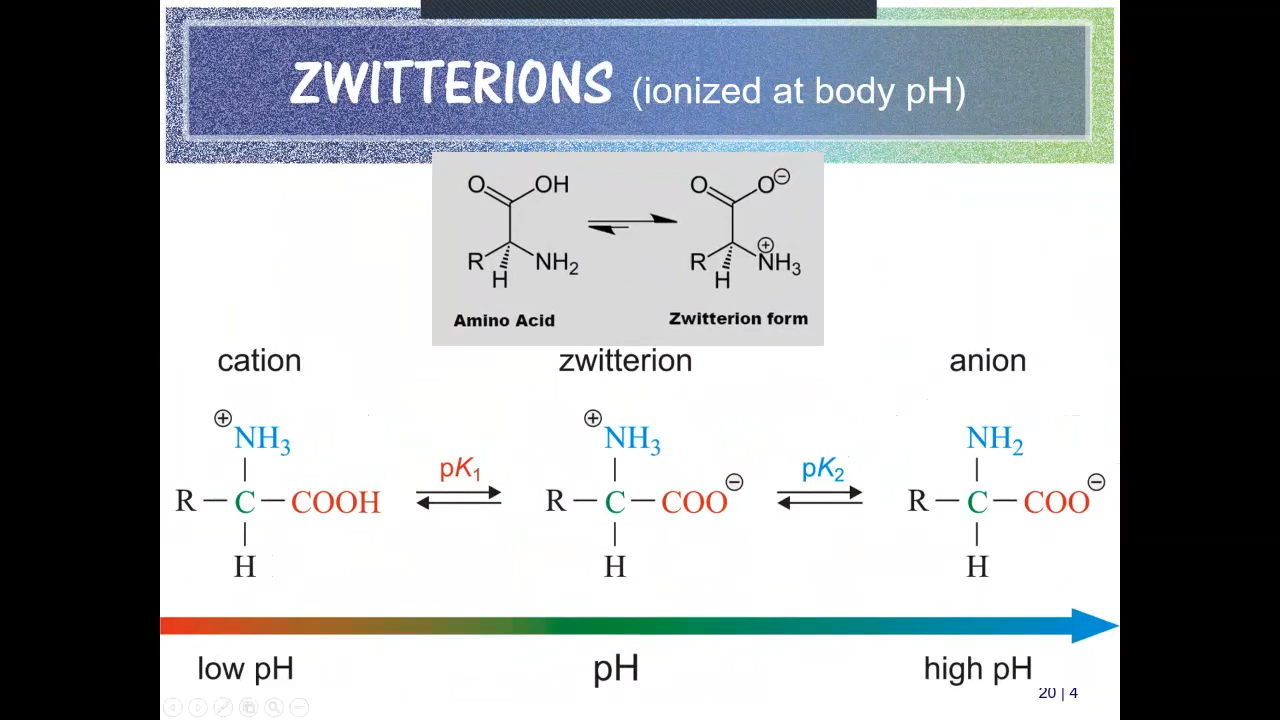 ZWITTERIONS (ionized at body pH)
O OH O⊖
R H NH₂ R H ⊕ NH₃
Amino Acid Zwitterion form
cation zwitterion anion
⊕ ⊕
NH₃ NH₃ NH₂
pK₁ pK₂
R — C — COOH R — C — COO⊖ R — C — COO⊖
H H H
low pH pH high pH
20 | 4